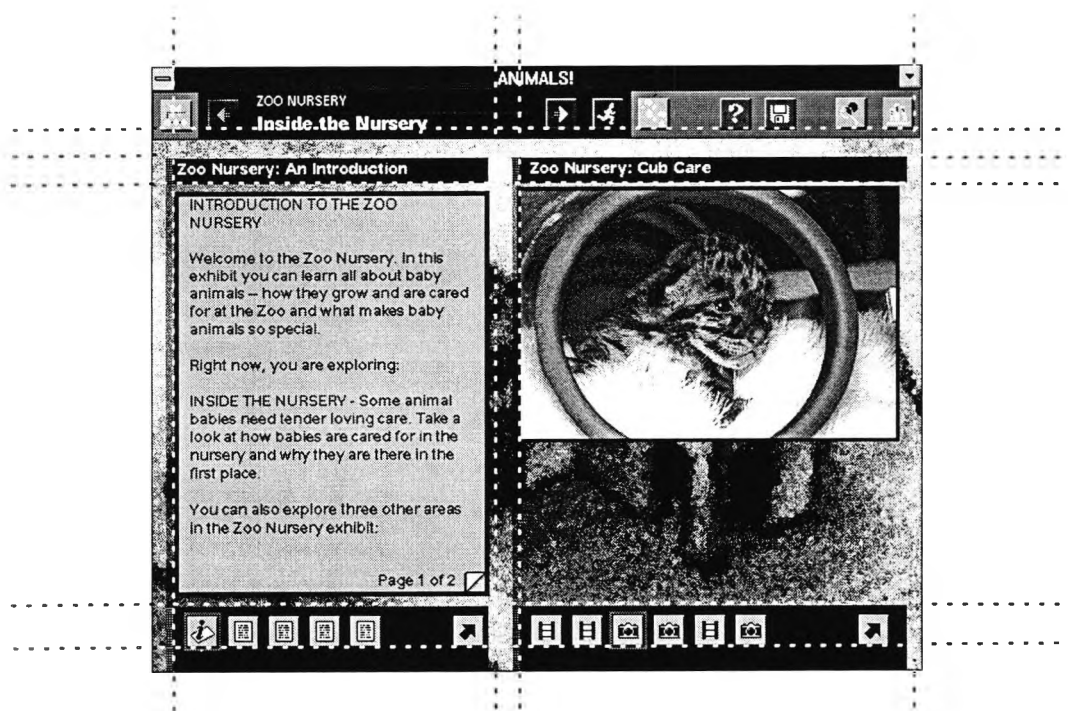 ANIMALS!
ZOO NURSERY
Inside the Nursery
Zoo Nursery: An Introduction
INTRODUCTION TO THE ZOO
NURSERY
Welcome to the Zoo Nursery. In this
exhibit you can learn all about baby
animals – how they grow and are cared
for at the Zoo and what makes baby
animals so special.
Right now, you are exploring:
INSIDE THE NURSERY - Some animal
babies need tender loving care. Take a
look at how babies are cared for in the
nursery and why they are there in the
first place.
You can also explore three other areas
in the Zoo Nursery exhibit:
Page 1 of 2
Zoo Nursery: Cub Care